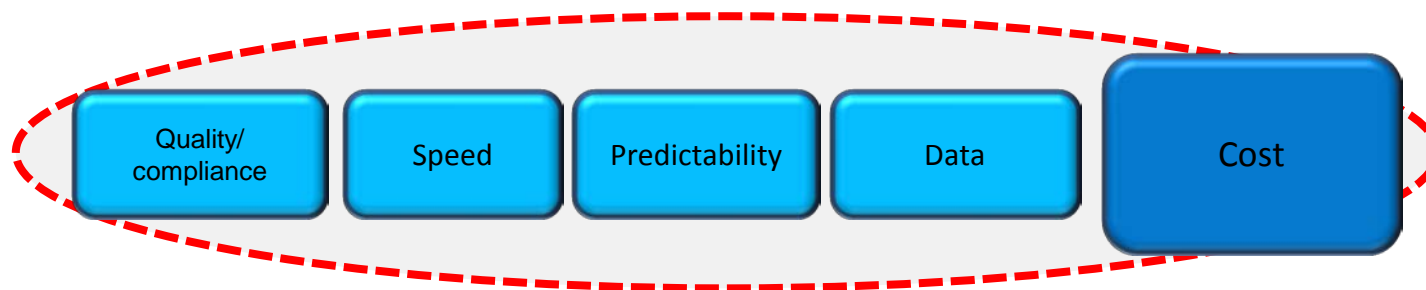 Quality/
compliance
Speed
Predictability
Data
Cost